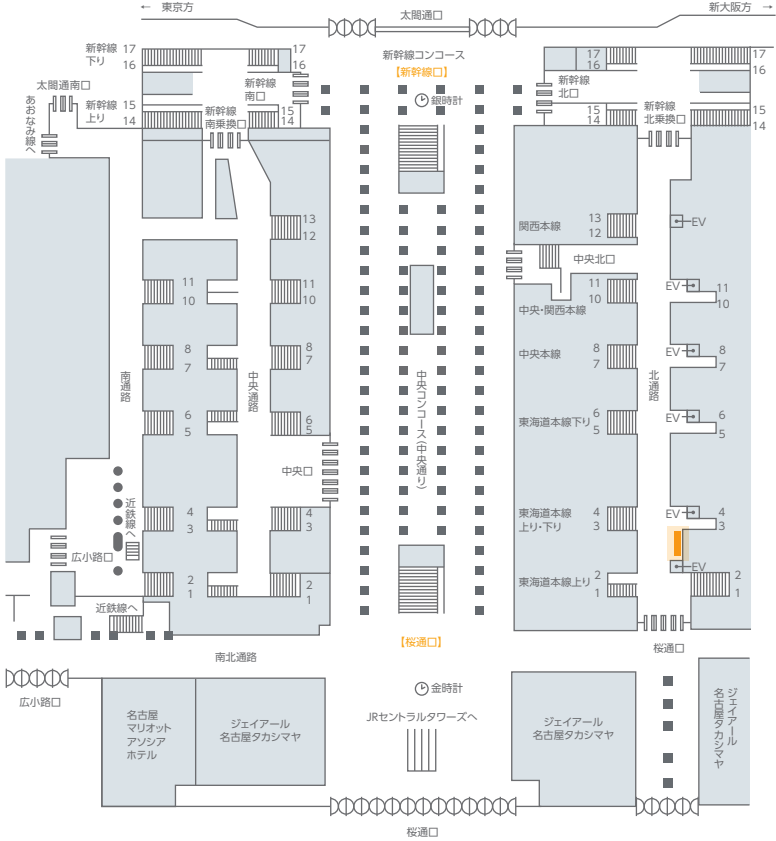 ← 東京方
太閤通口
新大阪方 →
新幹線
下り
17
16
17
16
新幹線コンコース
【新幹線口】
17
16
17
16
太閤通南口
新幹線
南口
新幹線
北口
あおなみ線へ
新幹線
上り
15
14
新幹線
南乗換口
15
14
銀時計
15
14
新幹線
北乗換口
15
14
13
12
関西本線
13
12
EV
中央北口
11
10
11
10
中央・関西本線
11
10
EV
11
10
8
7
8
7
中央本線
8
7
EV
8
7
南通路
中央通路
中央コンコース(中央通り)
北通路
6
5
6
5
東海道本線下り
6
5
EV
6
5
中央口
近鉄線へ
4
3
4
3
東海道本線
上り・下り
4
3
EV
4
3
広小路口
2
1
2
1
東海道本線上り
2
1
EV
2
1
近鉄線へ
【桜通口】
桜通口
南北通路
広小路口
金時計
名古屋
マリオット
アソシア
ホテル
ジェイアール
名古屋タカシマヤ
JRセントラルタワーズへ
ジェイアール
名古屋タカシマヤ
ジェイアール
名古屋タカシマヤ
桜通口